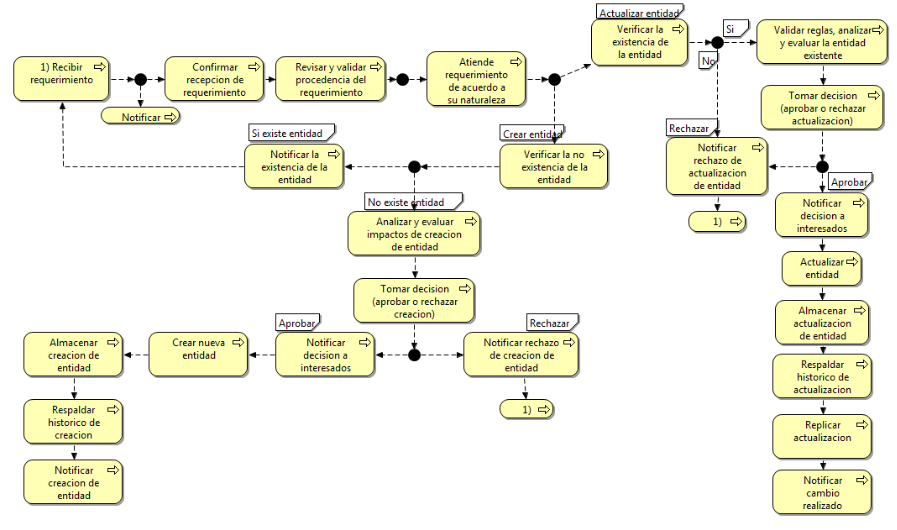 1) Recibir
requerimiento
Notificar
Confirmar
recepcion de
requerimiento
Revisar y validar
procedencia del
requerimiento
Atiende
requerimiento
de acuerdo a
su naturaleza
Actualizar entidad
Verificar la
existencia de
la entidad
Si
No
Validar reglas, analizar
y evaluar la entidad
existente
Tomar decision
(aprobar o rechazar
actualizacion)
Rechazar
Notificar
rechazo de
actualizacion
de entidad
1)
Aprobar
Notificar
decision a
interesados
Actualizar
entidad
Almacenar
actualizacion
de entidad
Respaldar
historico de
actualizacion
Replicar
actualizacion
Notificar
cambio
realizado
Crear entidad
Verificar la no
existencia de la
entidad
Si existe entidad
Notificar la
existencia de la
entidad
No existe entidad
Analizar y evaluar
impactos de creacion
de entidad
Tomar decision
(aprobar o rechazar
creacion)
Aprobar
Notificar
decision a
interesados
Rechazar
Notificar rechazo
de creacion de
entidad
1)
Crear nueva
entidad
Almacenar
creacion de
entidad
Respaldar
historico de
creacion
Notificar
creacion de
entidad